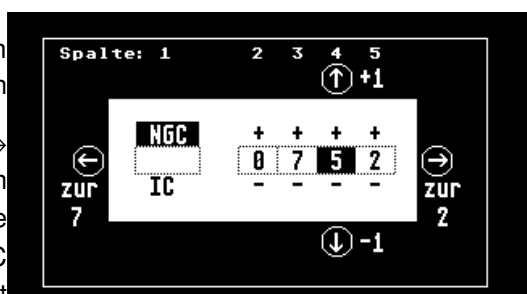 Spalte: 1 2 3 4 5
↑ +1
NGC + + + +
← 0 7 5 2 →
zur IC - - - - zur
7 2
↓ -1